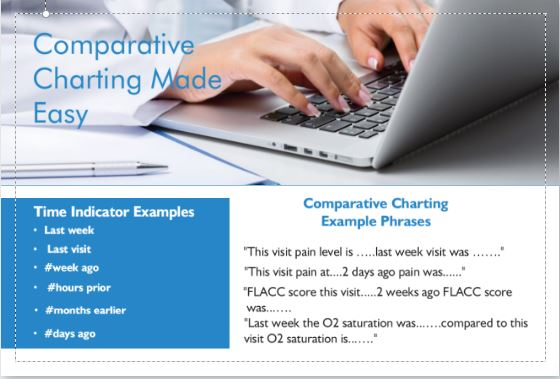 Comparative
Charting Made
Easy
Time Indicator Examples
• Last week
• Last visit
• #week ago
• #hours prior
• #months earlier
• #days ago
Comparative Charting
Example Phrases
"This visit pain level is …..last week visit was ……."
"This visit pain at....2 days ago pain was......"
"FLACC score this visit.....2 weeks ago FLACC score
was…....
"Last week the O2 saturation was...….compared to this
visit O2 saturation is...…."